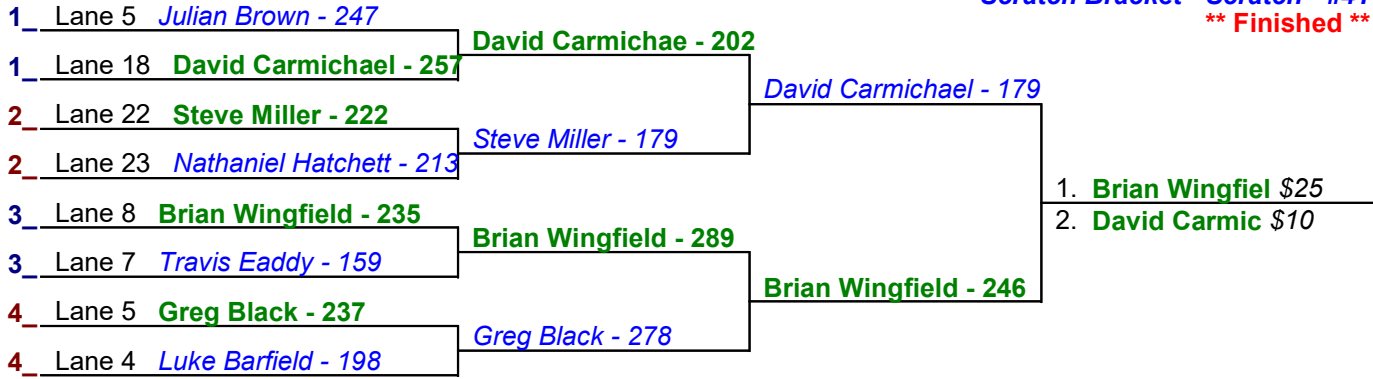 Scratch Bracket - Scratch - #41
** Finished **
1_ Lane 5 Julian Brown - 247
David Carmichae - 202
1_ Lane 18 David Carmichael - 257
David Carmichael - 179
2_ Lane 22 Steve Miller - 222
Steve Miller - 179
2_ Lane 23 Nathaniel Hatchett - 213
1. Brian Wingfiel $25
2. David Carmic $10
3_ Lane 8 Brian Wingfield - 235
Brian Wingfield - 289
3_ Lane 7 Travis Eaddy - 159
Brian Wingfield - 246
4_ Lane 5 Greg Black - 237
Greg Black - 278
4_ Lane 4 Luke Barfield - 198